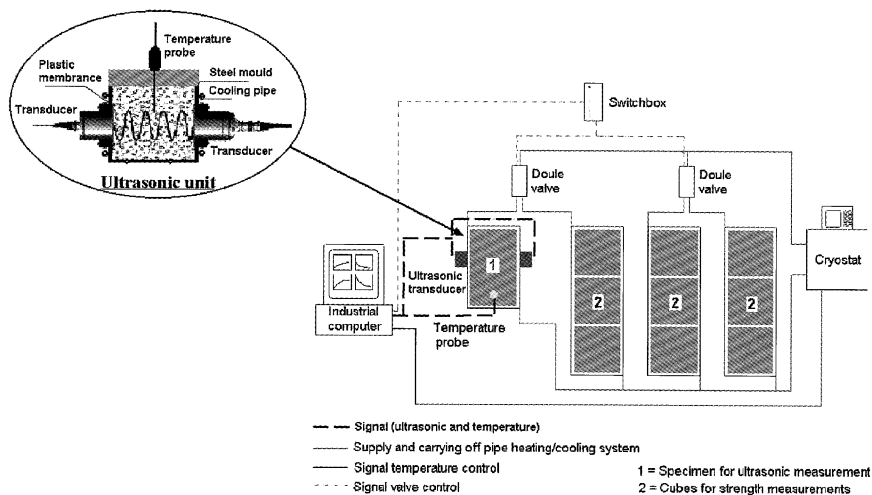 Temperature
probe
Plastic
membrance
Steel mould
Cooling pipe
Transducer
Transducer
Ultrasonic unit
Switchbox
Doule
valve
Doule
valve
1
Ultrasonic
transducer
2
2
2
Cryostat
Industrial
computer
Temperature
probe
Signal (ultrasonic and temperature)
Supply and carrying off pipe heating/cooling system
Signal temperature control
Signal valve control
1 = Specimen for ultrasonic measurement
2 = Cubes for strength measurements